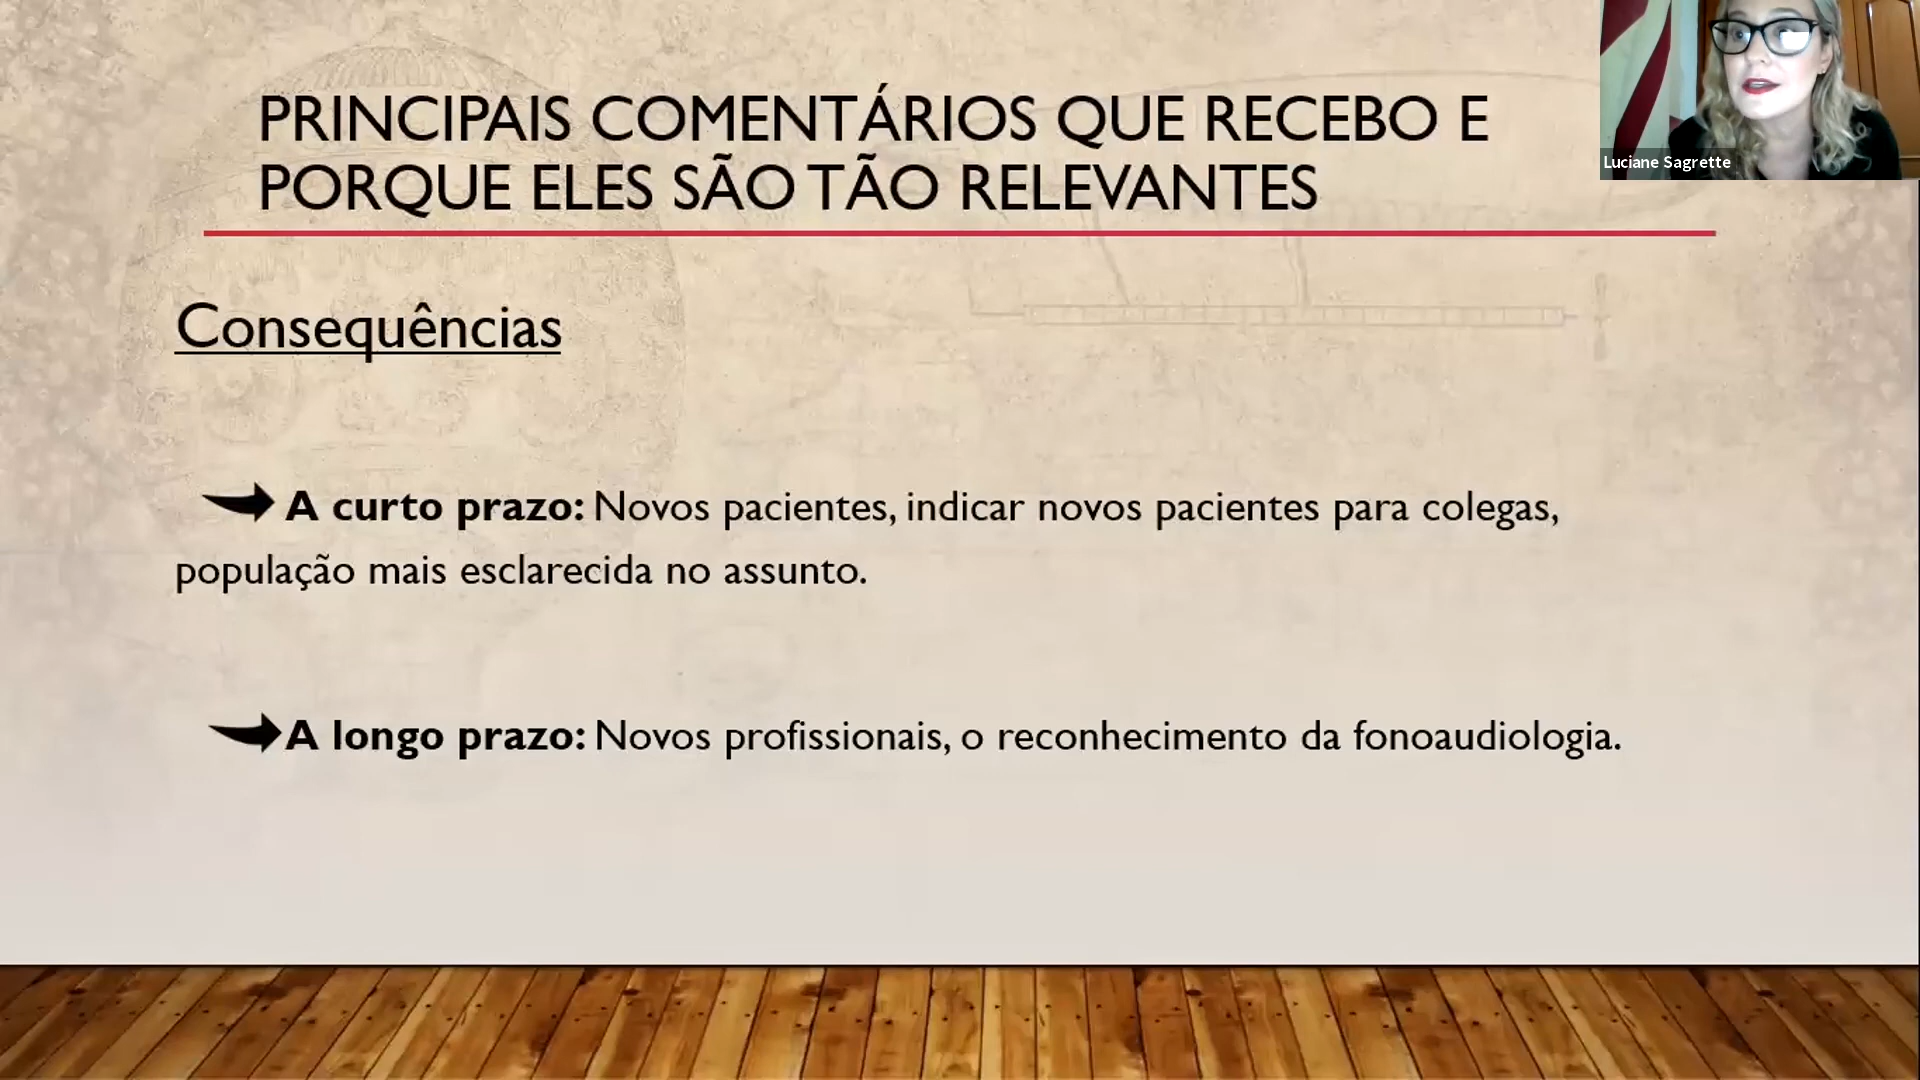 PRINCIPAIS COMENTÁRIOS QUE RECEBO E
PORQUE ELES SÃO TÃO RELEVANTES
Luciane Sagrette
Consequências
A curto prazo: Novos pacientes, indicar novos pacientes para colegas,
população mais esclarecida no assunto.
A longo prazo: Novos profissionais, o reconhecimento da fonoaudiologia.